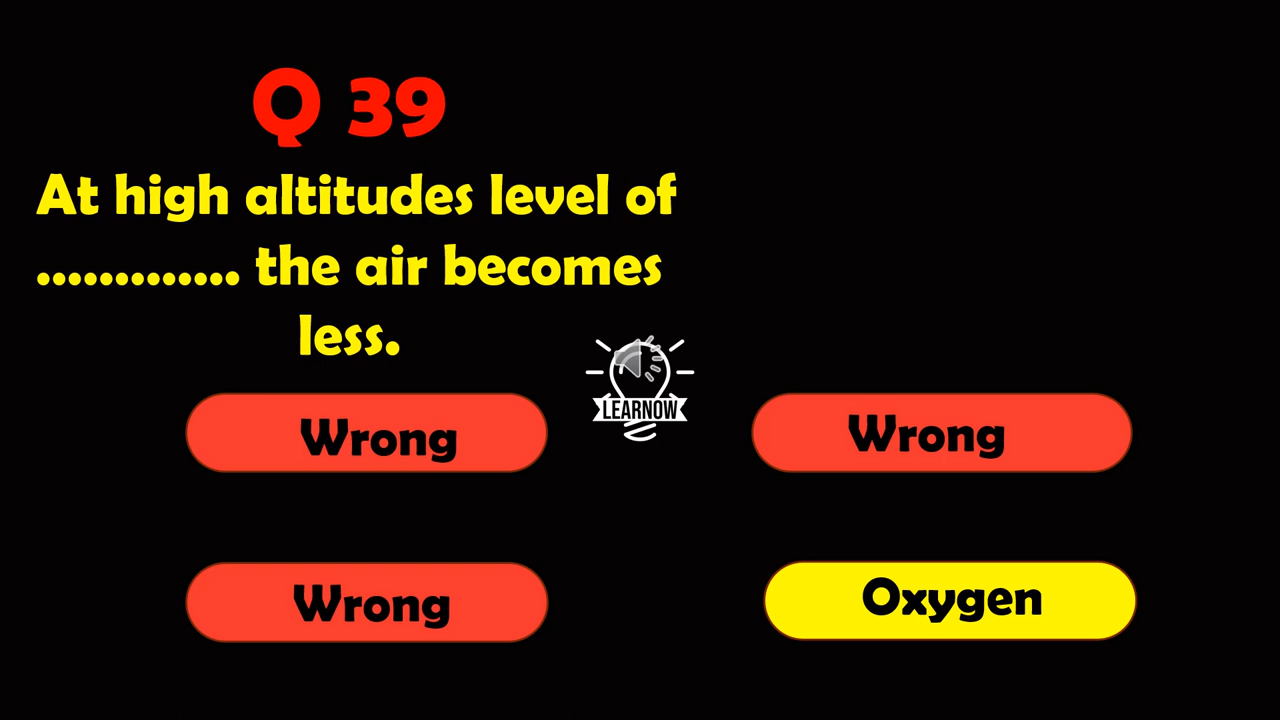 Q 39
At high altitudes level of
............. the air becomes
less.
LEARNOW
Wrong
Wrong
Wrong
Oxygen